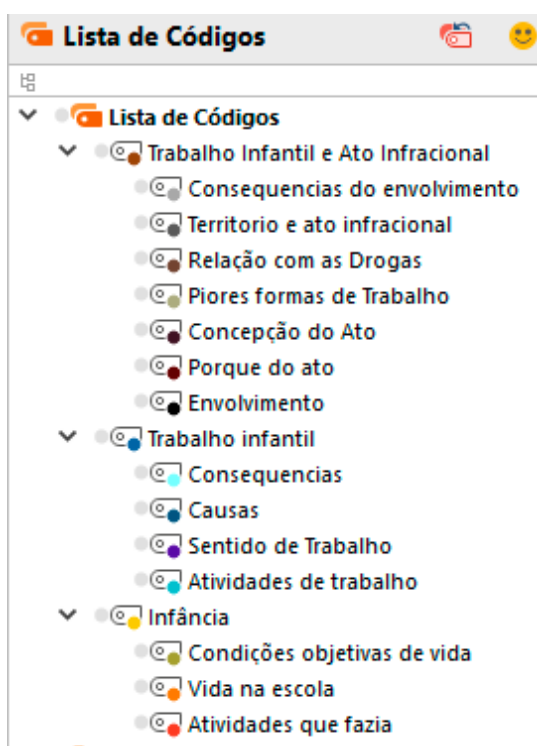 Lista de Códigos
Lista de Códigos
Trabalho Infantil e Ato Infracional
Consequencias do envolvimento
Territorio e ato infracional
Relação com as Drogas
Piores formas de Trabalho
Concepção do Ato
Porque do ato
Envolvimento
Trabalho infantil
Consequencias
Causas
Sentido de Trabalho
Atividades de trabalho
Infância
Condições objetivas de vida
Vida na escola
Atividades que fazia